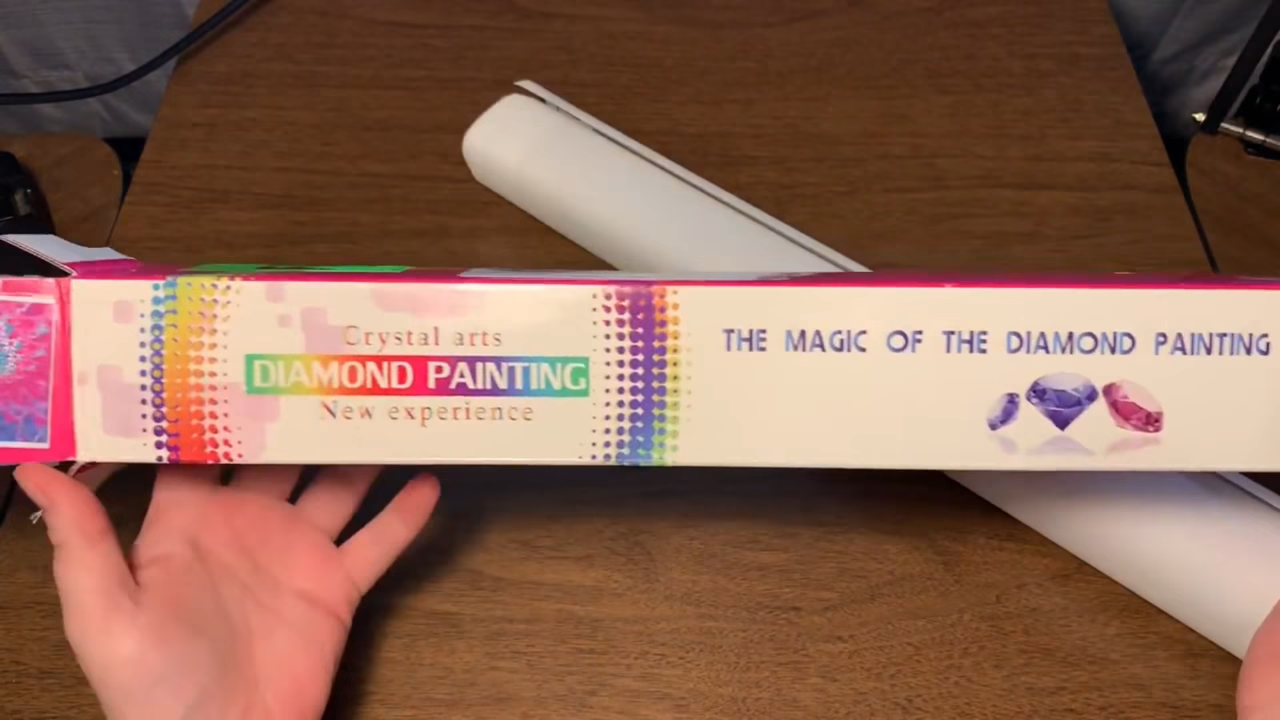 Crystal arts
DIAMOND PAINTING
New experience
THE MAGIC OF THE DIAMOND PAINTING